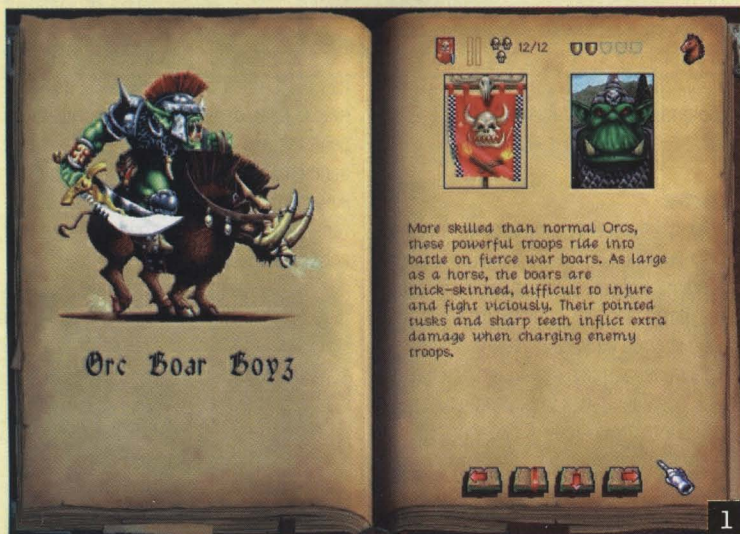 Orc Boar Boyz
12/12
More skilled than normal Orcs,
these powerful troops ride into
battle on fierce war boars. As large
as a horse, the boars are
thick-skinned, difficult to injure
and fight viciously. Their pointed
tusks and sharp teeth inflict extra
damage when charging enemy
troops.
1